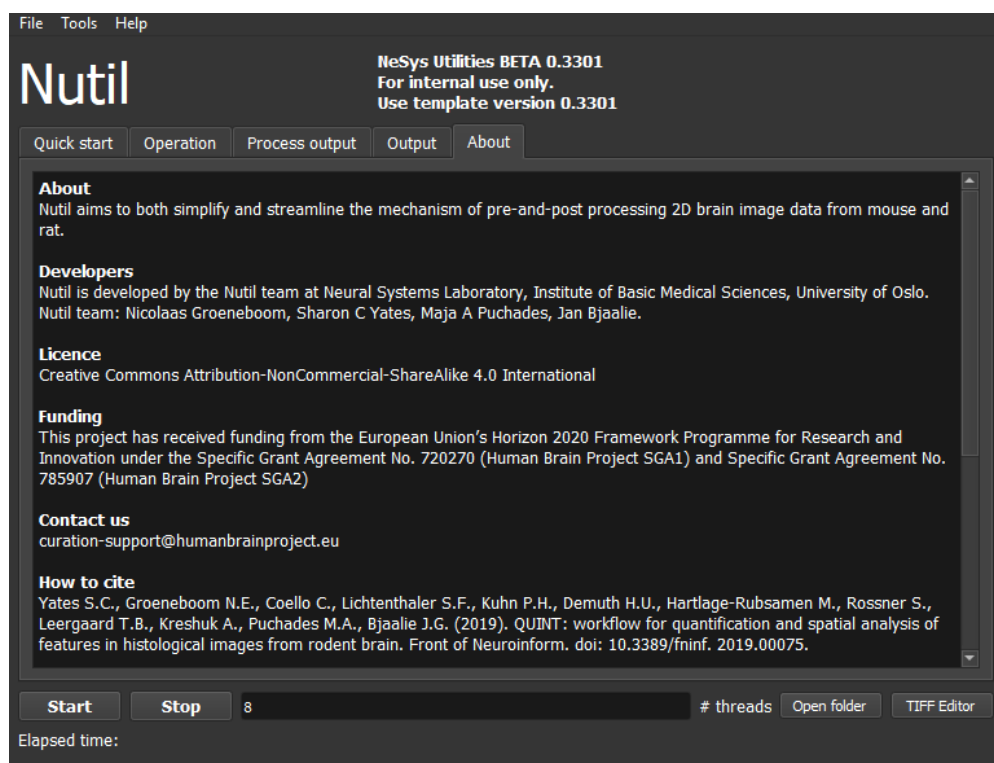 File Tools Help
Nutil
NeSys Utilities BETA 0.3301
For internal use only.
Use template version 0.3301
Quick start Operation Process output Output About
About
Nutil aims to both simplify and streamline the mechanism of pre-and-post processing 2D brain image data from mouse and
rat.
Developers
Nutil is developed by the Nutil team at Neural Systems Laboratory, Institute of Basic Medical Sciences, University of Oslo.
Nutil team: Nicolaas Groeneboom, Sharon C Yates, Maja A Puchades, Jan Bjaalie.
Licence
Creative Commons Attribution-NonCommercial-ShareAlike 4.0 International
Funding
This project has received funding from the European Union’s Horizon 2020 Framework Programme for Research and
Innovation under the Specific Grant Agreement No. 720270 (Human Brain Project SGA1) and Specific Grant Agreement No.
785907 (Human Brain Project SGA2)
Contact us
curation-support@humanbrainproject.eu
How to cite
Yates S.C., Groeneboom N.E., Coello C., Lichtenthaler S.F., Kuhn P.H., Demuth H.U., Hartlage-Rubsamen M., Rossner S.,
Leergaard T.B., Kreshuk A., Puchades M.A., Bjaalie J.G. (2019). QUINT: workflow for quantification and spatial analysis of
features in histological images from rodent brain. Front of Neuroinform. doi: 10.3389/fninf. 2019.00075.
Start Stop 8 # threads Open folder TIFF Editor
Elapsed time: